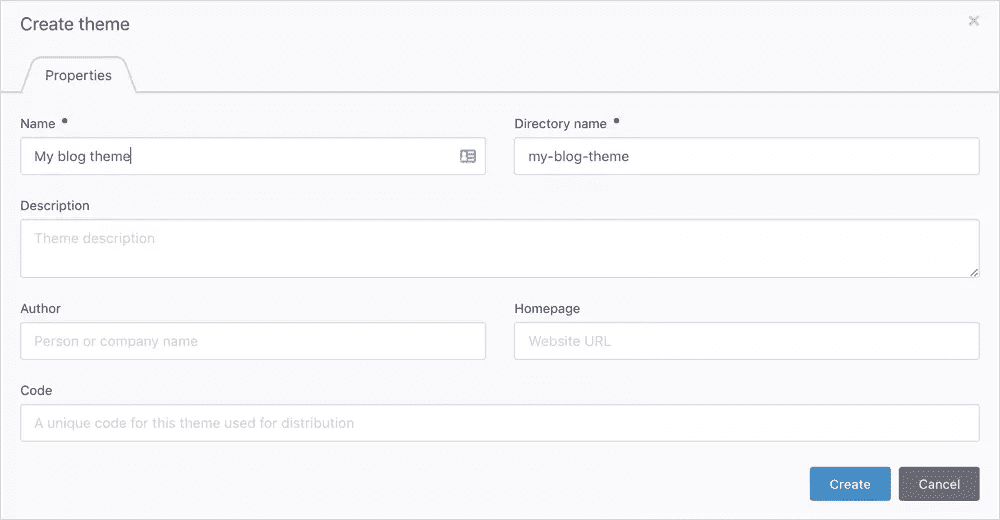 Create theme
×
Properties
Name •
Directory name •
My blog theme
my-blog-theme
Description
Theme description
Author
Homepage
Person or company name
Website URL
Code
A unique code for this theme used for distribution
Create
Cancel